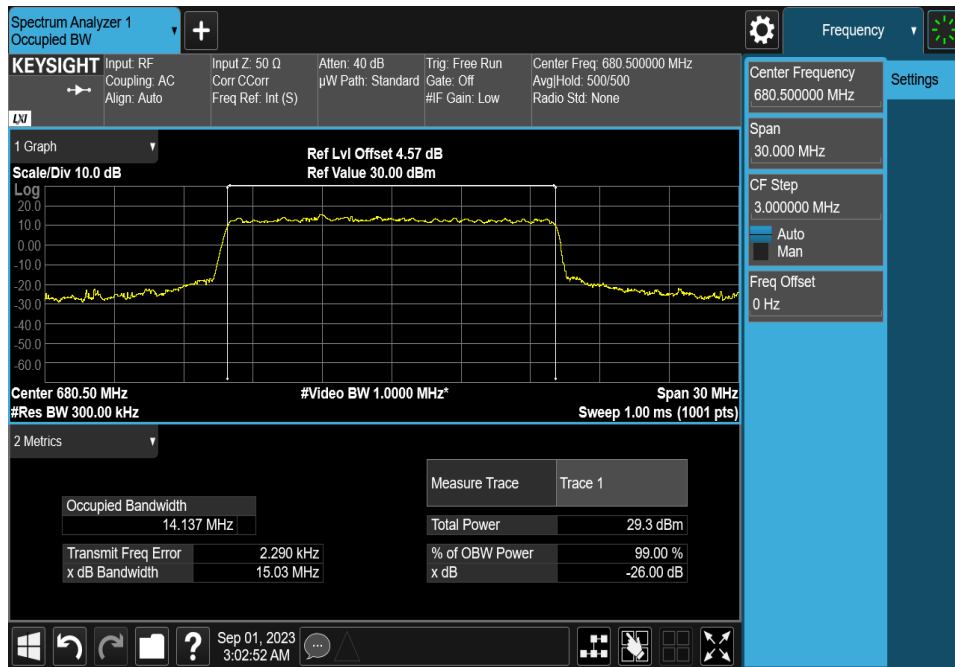 Spectrum Analyzer 1
Occupied BW
+
Frequency
KEYSIGHT
LXI
Input: RF
Coupling: AC
Align: Auto
Input Z: 50 Ω
Corr CCorr
Freq Ref: Int (S)
Atten: 40 dB
µW Path: Standard
Trig: Free Run
Gate: Off
#IF Gain: Low
Center Freq: 680.500000 MHz
Avg|Hold: 500/500
Radio Std: None
Center Frequency
680.500000 MHz
Settings
Span
30.000 MHz
CF Step
3.000000 MHz
Auto
Man
Freq Offset
0 Hz
1 Graph
Scale/Div 10.0 dB
Ref Lvl Offset 4.57 dB
Ref Value 30.00 dBm
Log
20.0
10.0
0.00
-10.0
-20.0
-30.0
-40.0
-50.0
-60.0
Center 680.50 MHz
#Video BW 1.0000 MHz*
Span 30 MHz
#Res BW 300.00 kHz
Sweep 1.00 ms (1001 pts)
2 Metrics
Occupied Bandwidth
14.137 MHz
Transmit Freq Error 2.290 kHz
x dB Bandwidth 15.03 MHz
Measure Trace Trace 1
Total Power 29.3 dBm
% of OBW Power 99.00 %
x dB -26.00 dB
?
Sep 01, 2023
3:02:52 AM